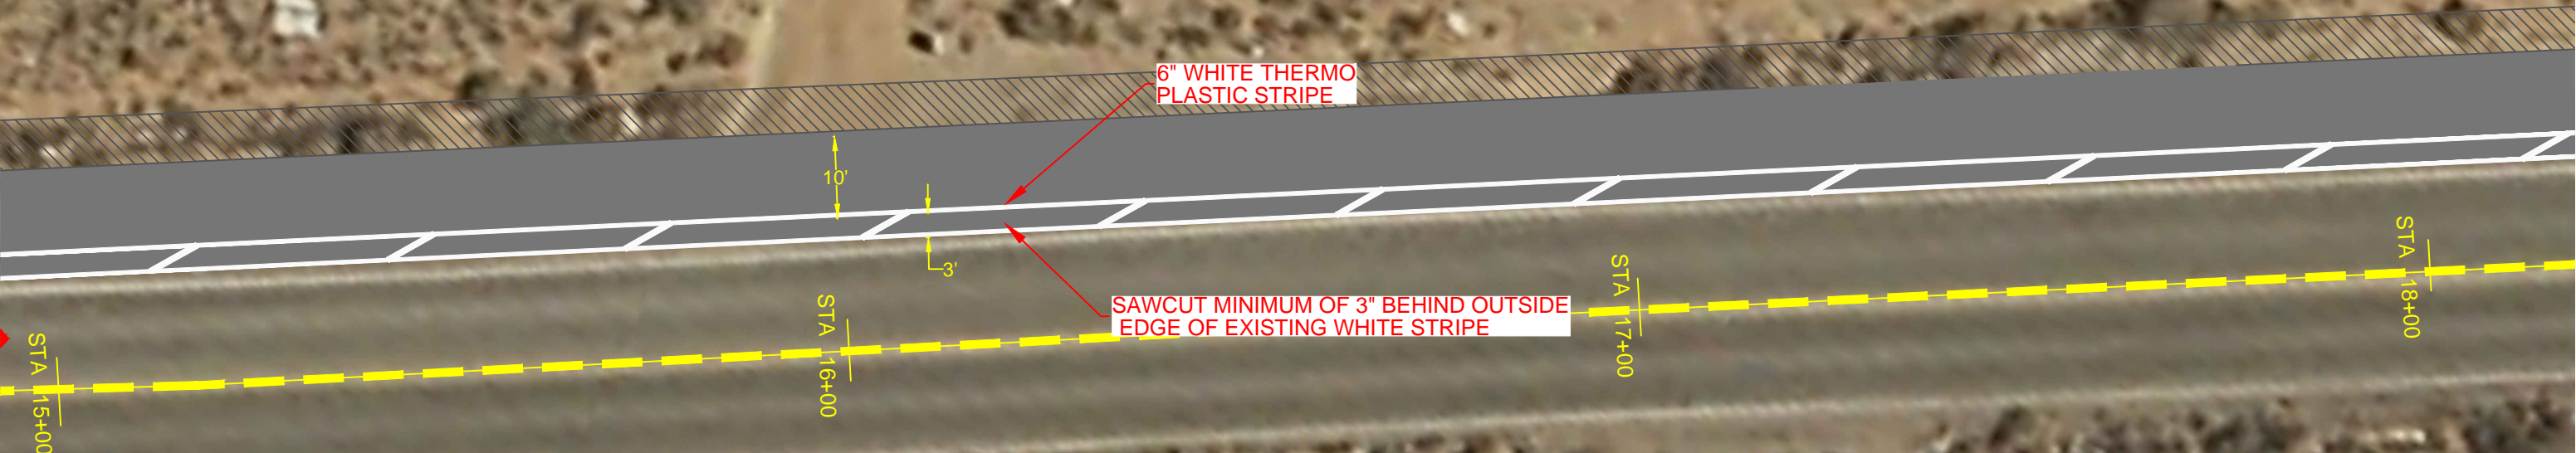 6" WHITE THERMO
PLASTIC STRIPE
10'
3'
SAWCUT MINIMUM OF 3" BEHIND OUTSIDE
EDGE OF EXISTING WHITE STRIPE
STA 15+00
STA 16+00
STA 17+00
STA 18+00